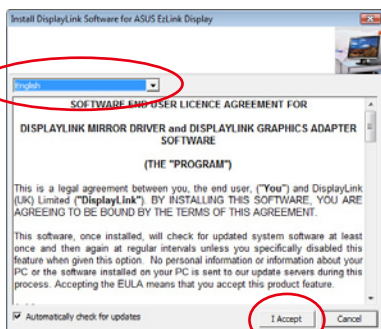 Install DisplayLink Software for ASUS EzLink Display
English
SOFTWARE END USER LICENCE AGREEMENT FOR
DISPLAYLINK MIRROR DRIVER and DISPLAYLINK GRAPHICS ADAPTER
SOFTWARE
(THE "PROGRAM")
This is a legal agreement between you, the end user, ("You") and DisplayLink
(UK) Limited ("DisplayLink"). BY INSTALLING THIS SOFTWARE, YOU ARE
AGREEING TO BE BOUND BY THE TERMS OF THIS AGREEMENT.
This software, once installed, will check for updated system software at least
once and then again at regular intervals unless you specifically disabled this
feature when given this option. No personal information or information about your
PC or the software installed on your PC is sent to our update servers during this
process. Accepting the EULA means that you accept this product feature.
Automatically check for updates
I Accept
Cancel